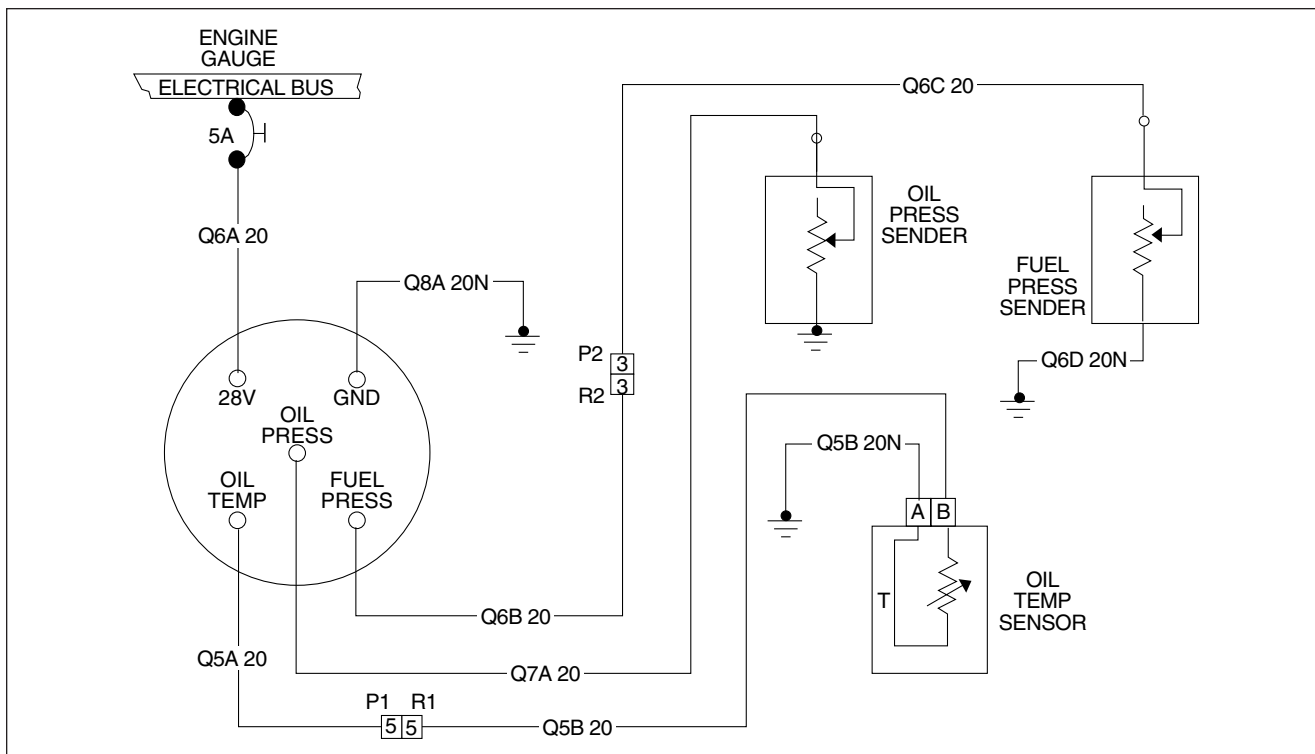 ENGINE
GAUGE
ELECTRICAL BUS
5A
Q6A 20
Q8A 20N
28V
GND
OIL
PRESS
OIL
TEMP
FUEL
PRESS
Q6C 20
OIL
PRESS
SENDER
FUEL
PRESS
SENDER
P2
3
3
R2
Q6D 20N
Q5B 20N
A B
T
OIL
TEMP
SENSOR
Q6B 20
Q5A 20
Q7A 20
P1 R1
5 5
Q5B 20